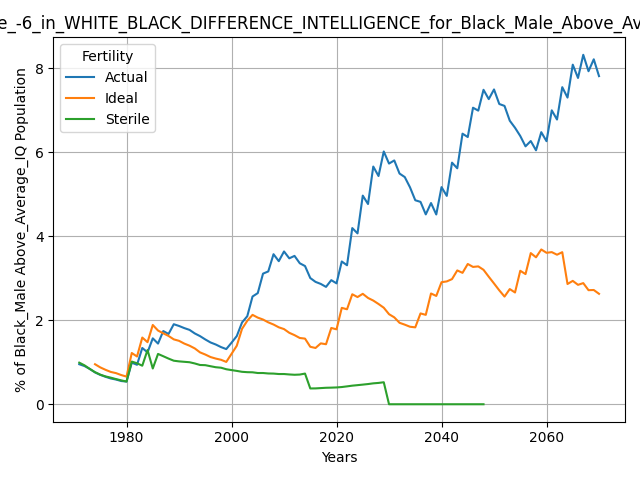 e_-6_in_WHITE_BLACK_DIFFERENCE_INTELLIGENCE_for_Black_Male_Above_Av
Fertility
Actual
Ideal
Sterile
% of Black_Male Above_Average_IQ Population
8
6
4
2
0
1980 2000 2020 2040 2060
Years